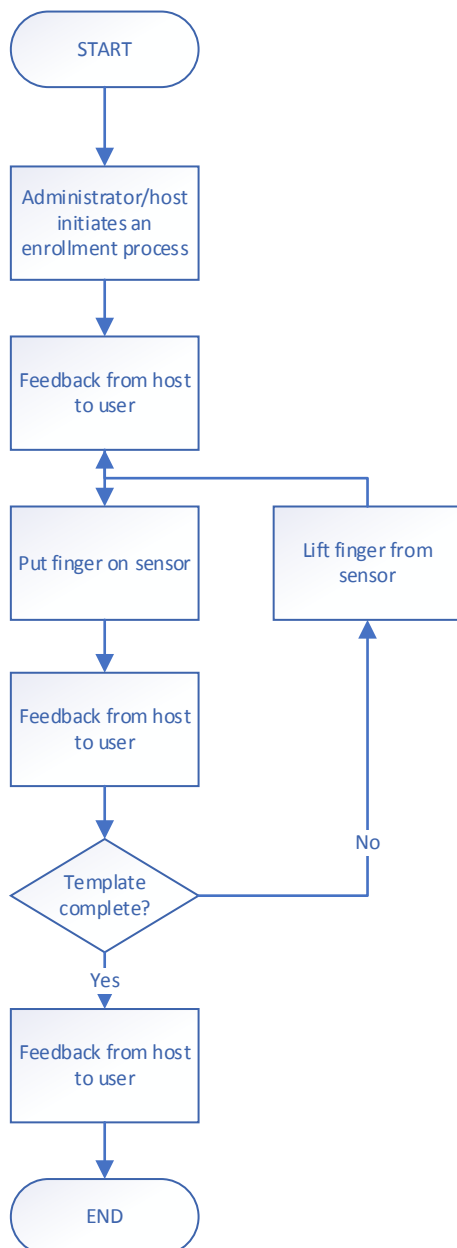 START
Administrator/host
initiates an
enrollment process
Feedback from host
to user
Put finger on sensor
Lift finger from
sensor
Feedback from host
to user
No
Template
complete?
Yes
Feedback from host
to user
END